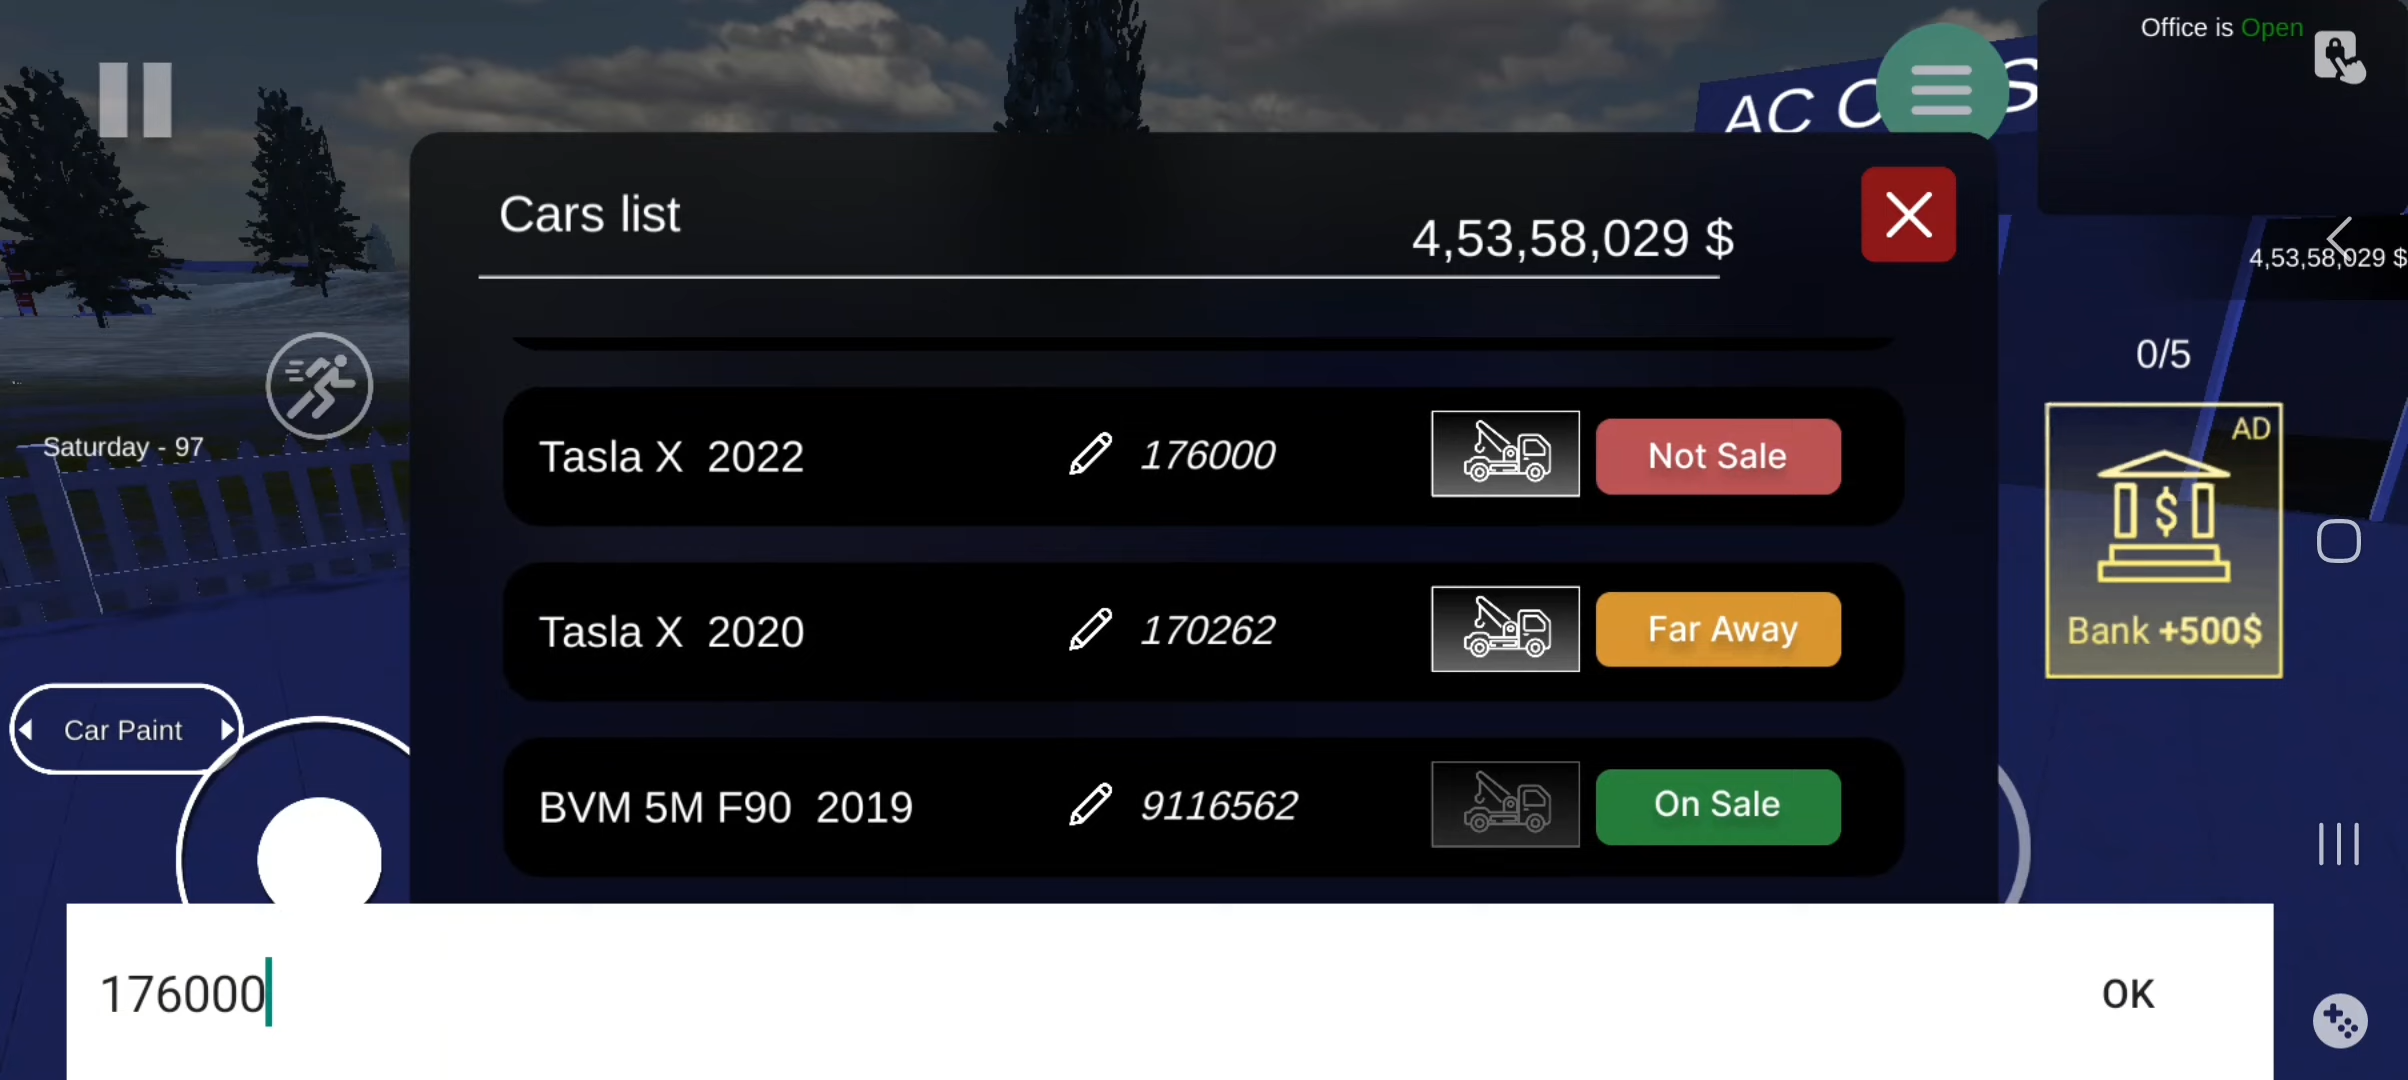 Office is Open
AC
Cars list
4,53,58,029 $
4,53,58,029 $
0/5
Tasla X 2022
176000
Not Sale
AD
Saturday - 97
Tasla X 2020
170262
Far Away
Bank +500$
Car Paint
BVM 5M F90 2019
9116562
On Sale
176000
OK